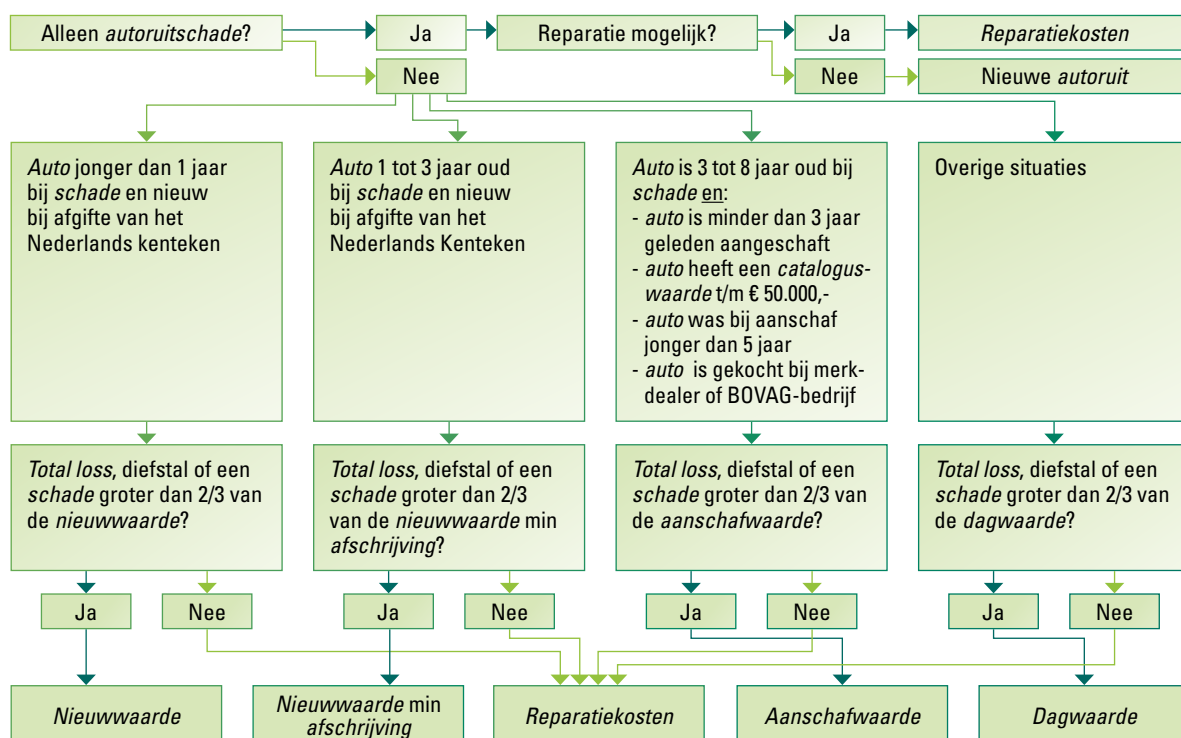 Alleen autoruitschade?
Ja
Reparatie mogelijk?
Ja
Reparatiekosten
Nee
Nee
Nieuwe autoruit
Auto jonger dan 1 jaar
bij schade en nieuw
bij afgifte van het
Nederlands kenteken
Auto 1 tot 3 jaar oud
bij schade en nieuw
bij afgifte van het
Nederlands Kenteken
Auto is 3 tot 8 jaar oud bij
schade en:
- auto is minder dan 3 jaar
geleden aangeschaft
- auto heeft een catalogus-
waarde t/m € 50.000,-
- auto was bij aanschaf
jonger dan 5 jaar
- auto is gekocht bij merk-
dealer of BOVAG-bedrijf
Overige situaties
Total loss, diefstal of een
schade groter dan 2/3 van
de nieuwwaarde?
Total loss, diefstal of een
schade groter dan 2/3
van de nieuwwaarde min
afschrijving?
Total loss, diefstal of een
schade groter dan 2/3 van
de aanschafwaarde?
Total loss, diefstal of een
schade groter dan 2/3 van
de dagwaarde?
Ja
Nee
Ja
Nee
Ja
Nee
Ja
Nee
Nieuwwaarde
Nieuwwaarde min
afschrijving
Reparatiekosten
Aanschafwaarde
Dagwaarde